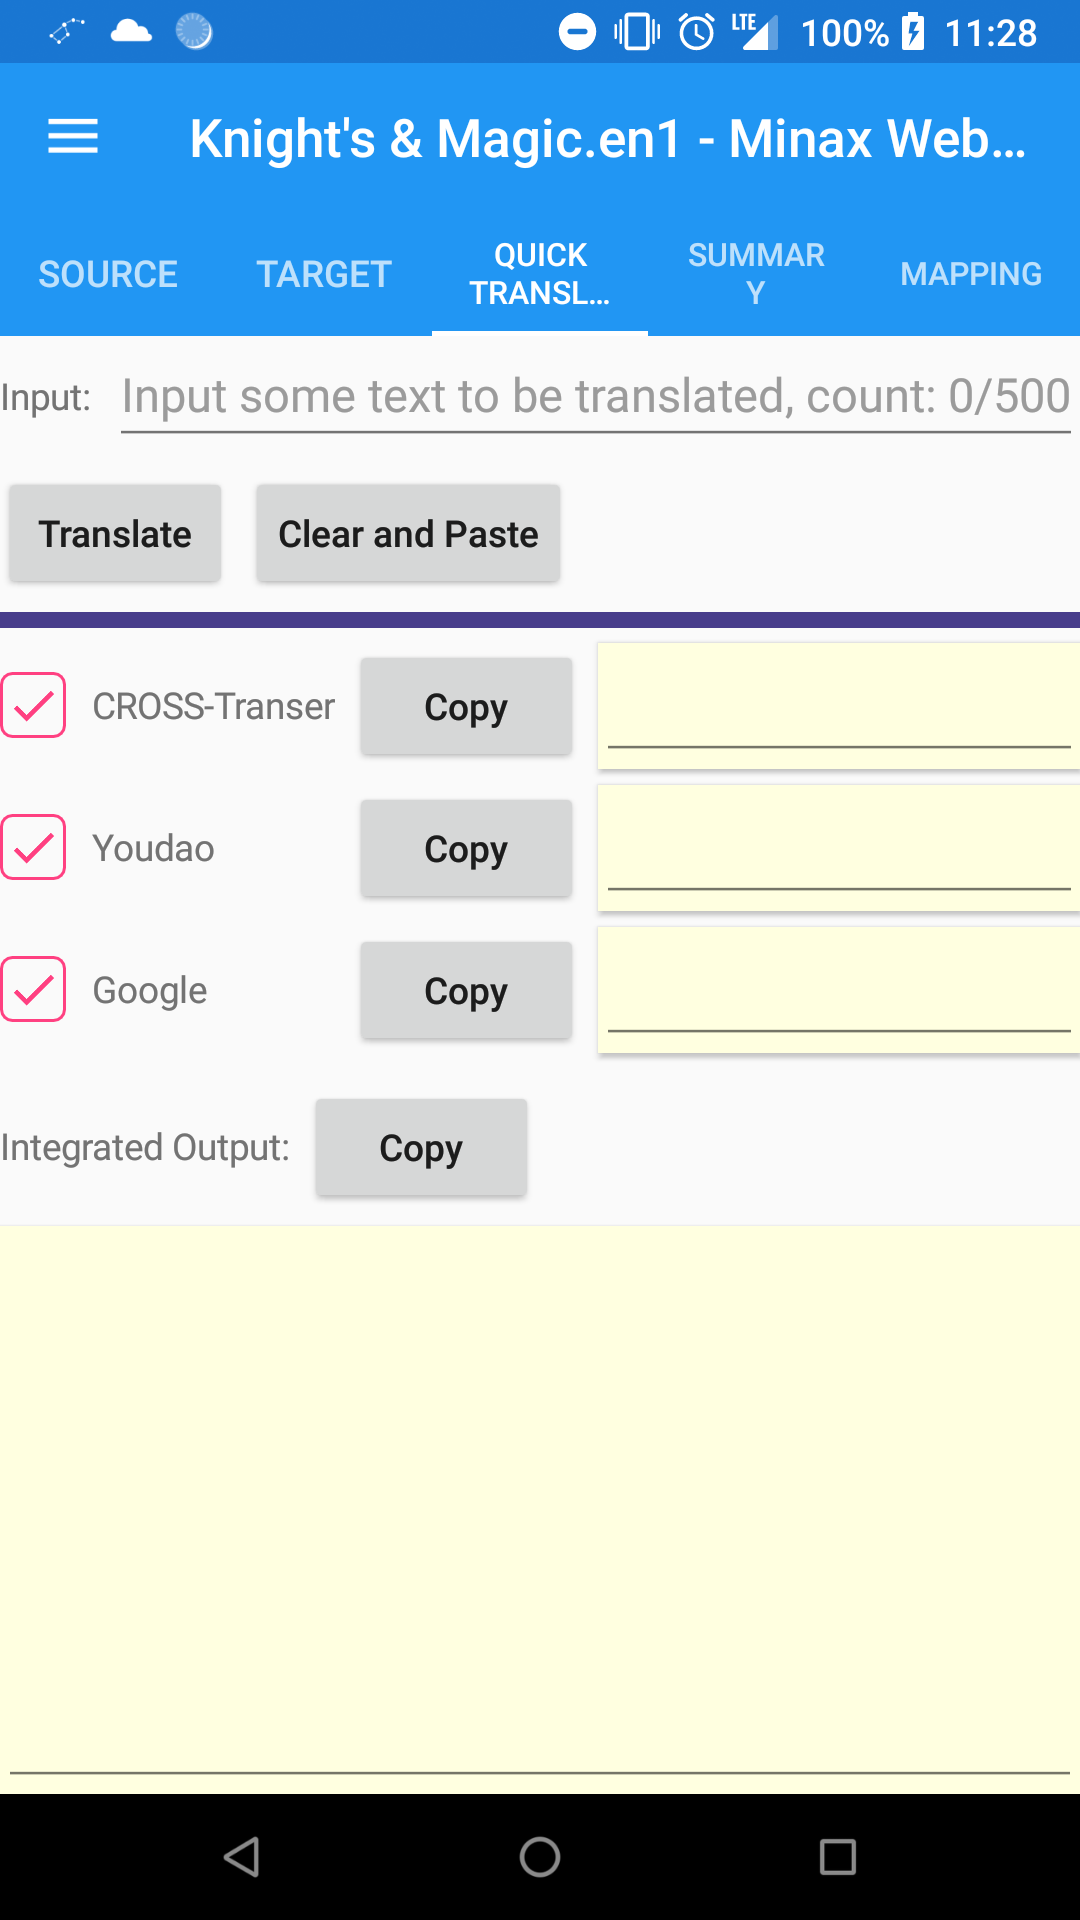 LTE 100% 11:28
Knight's & Magic.en1 - Minax Web...
SOURCE
TARGET
QUICK
TRANSL...
SUMMAR
Y
MAPPING
Input: Input some text to be translated, count: 0/500
Translate
Clear and Paste
CROSS-Transer
Copy
Youdao
Copy
Google
Copy
Integrated Output:
Copy